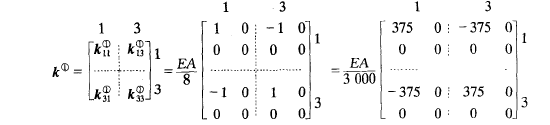 1 3 1 3 1 3
k^① = [ k₁₁^① k₁₃^① ; k₃₁^① k₃₃^① ] 1 3 = EA/8 [ 1 0 -1 0 ; 0 0 0 0 ; -1 0 1 0 ; 0 0 0 0 ] 1 3 = EA/3 000 [ 375 0 -375 0 ; 0 0 0 0 ; -375 0 375 0 ; 0 0 0 0 ] 1 3